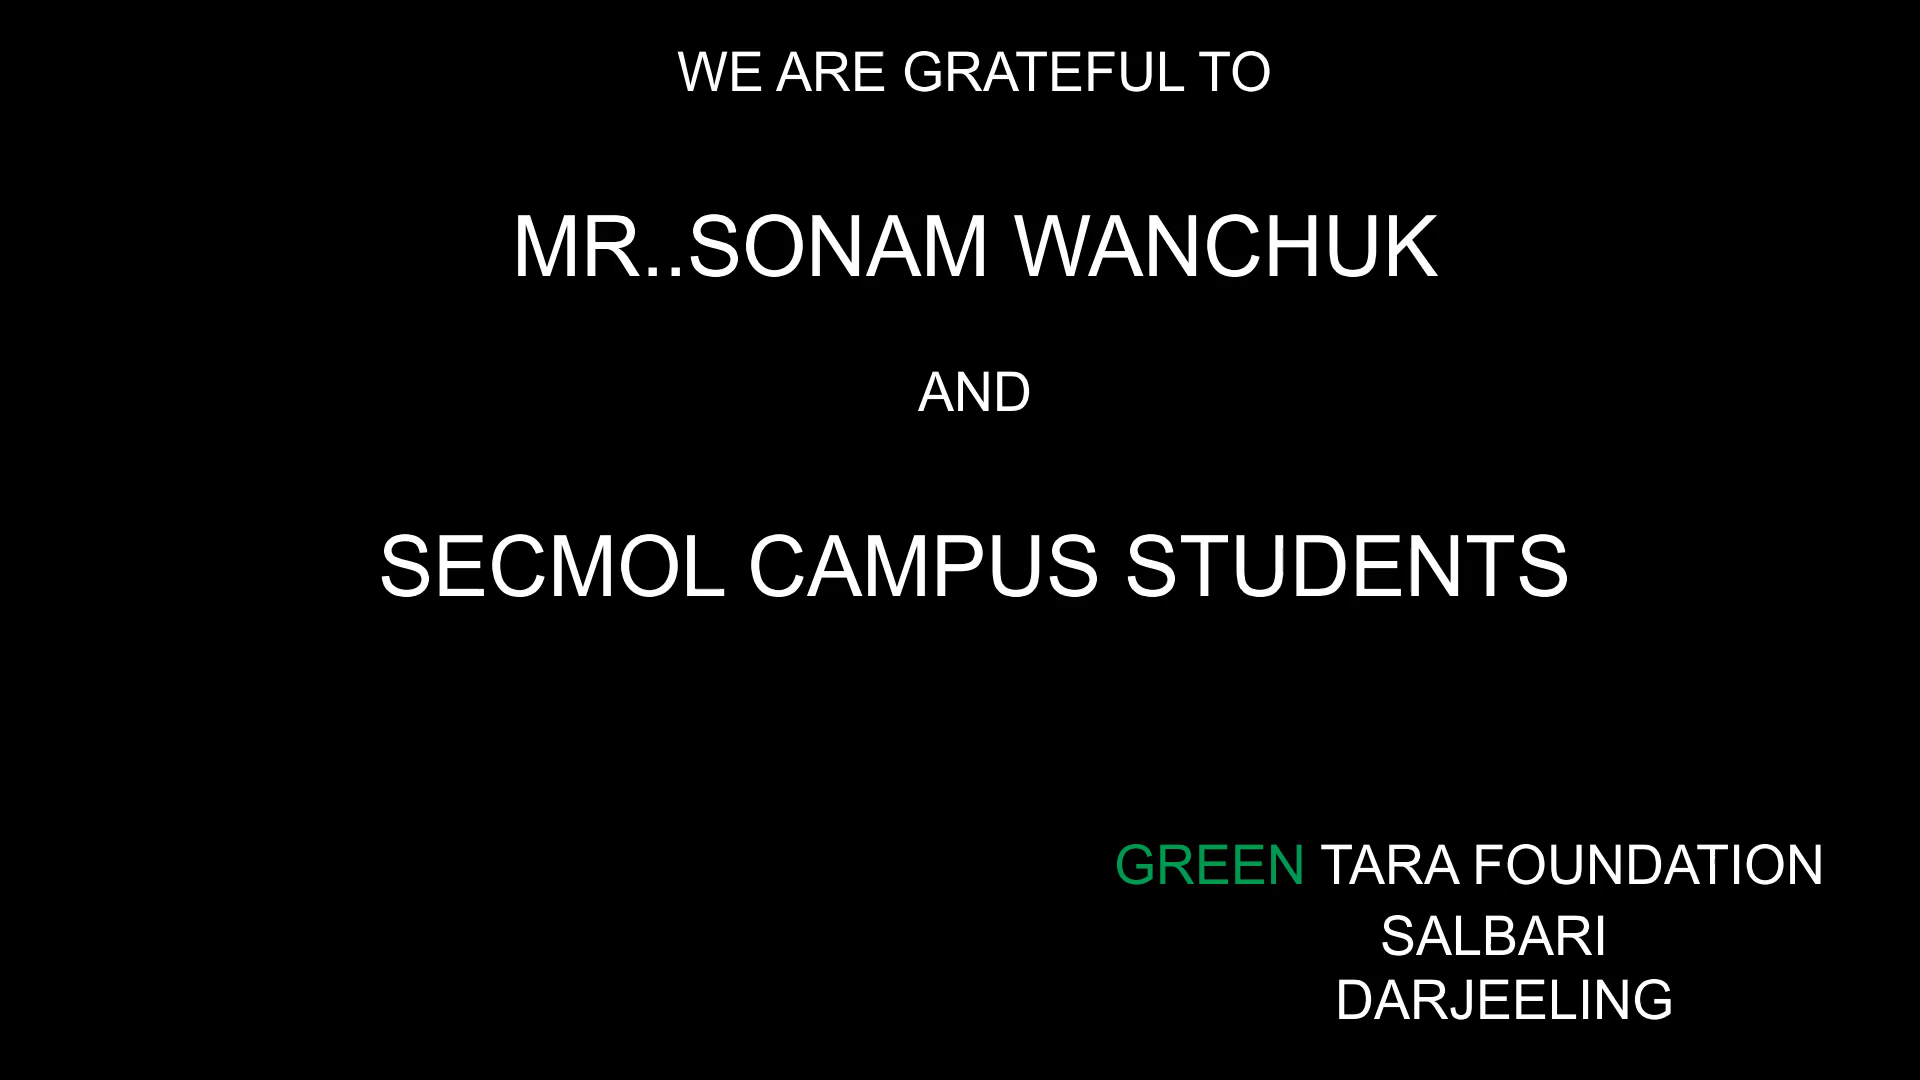 WE ARE GRATEFUL TO
MR..SONAM WANCHUK
AND
SECMOL CAMPUS STUDENTS
GREEN TARA FOUNDATION
SALBARI
DARJEELING